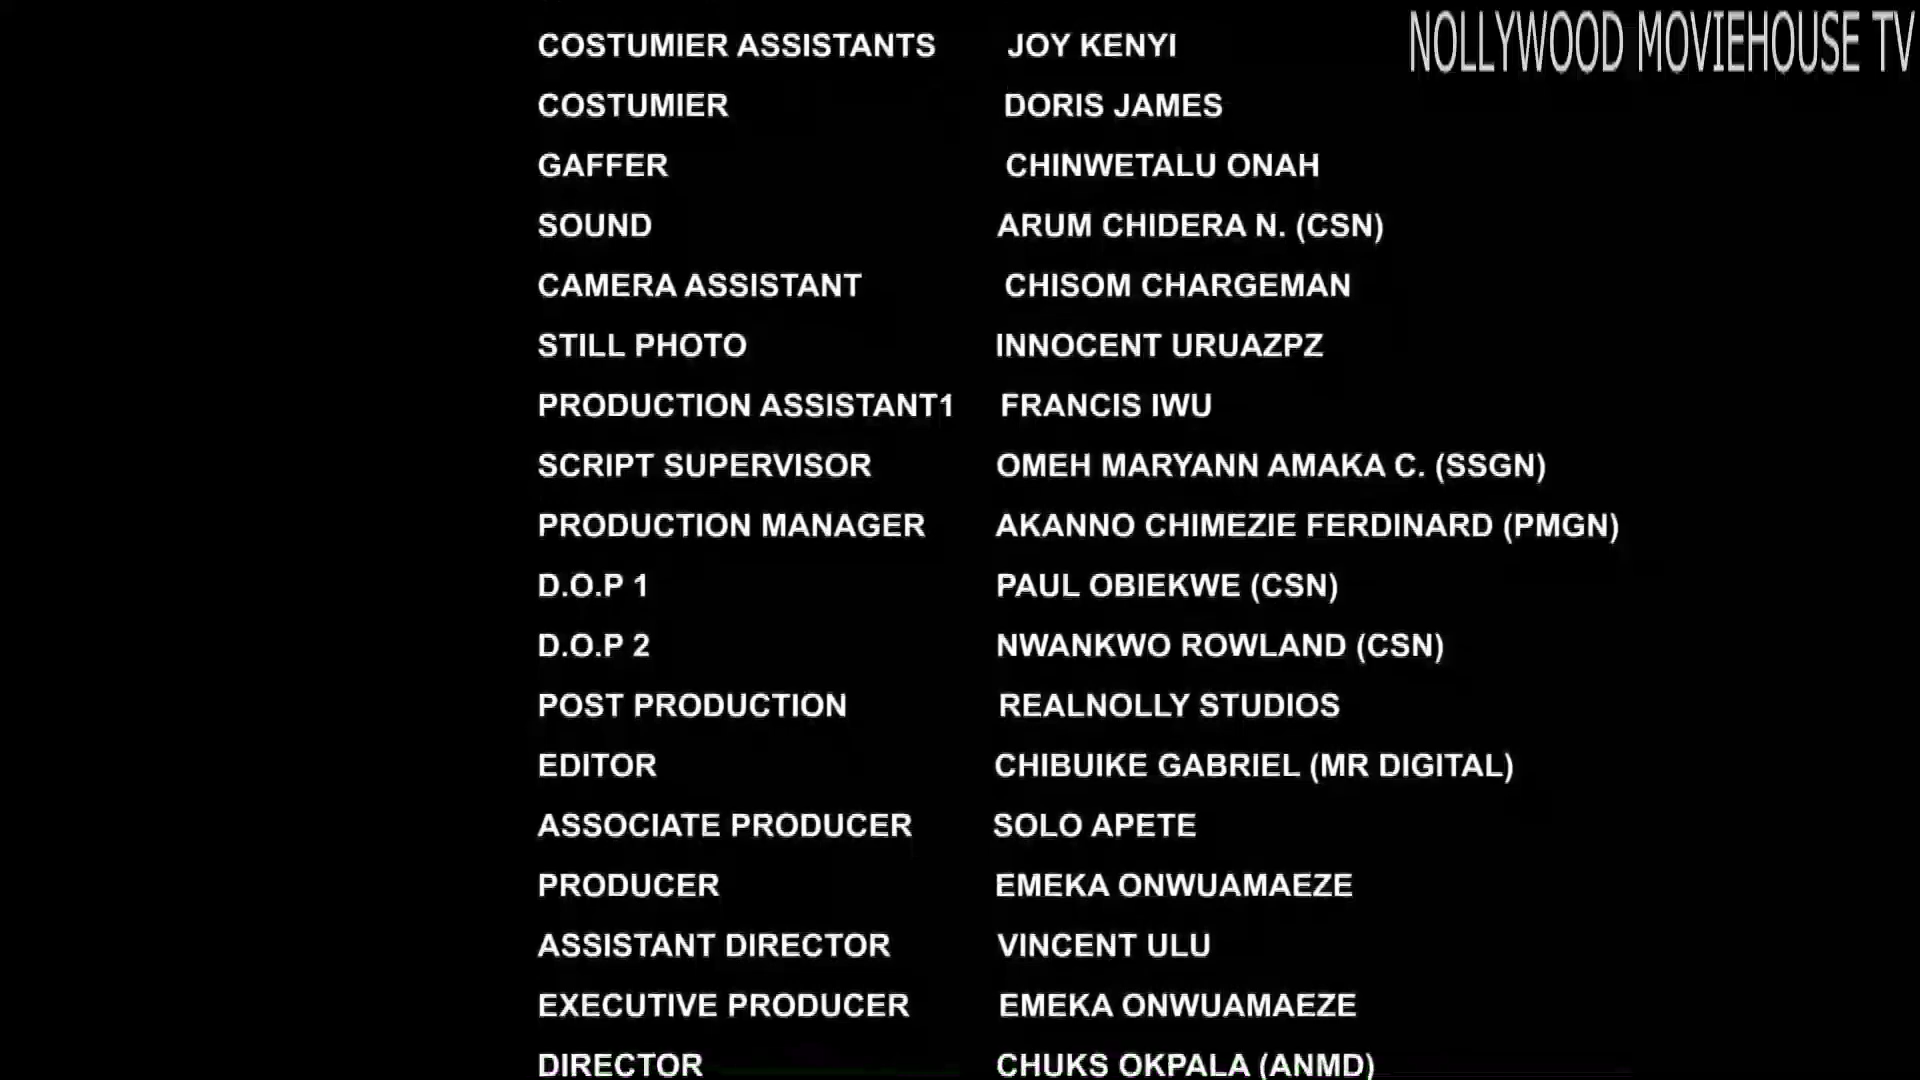 NOLLYWOOD MOVIEHOUSE TV
COSTUMIER ASSISTANTS JOY KENYI
COSTUMIER DORIS JAMES
GAFFER CHINWETALU ONAH
SOUND ARUM CHIDERA N. (CSN)
CAMERA ASSISTANT CHISOM CHARGEMAN
STILL PHOTO INNOCENT URUAZPZ
PRODUCTION ASSISTANT1 FRANCIS IWU
SCRIPT SUPERVISOR OMEH MARYANN AMAKA C. (SSGN)
PRODUCTION MANAGER AKANNO CHIMEZIE FERDINARD (PMGN)
D.O.P 1 PAUL OBIEKWE (CSN)
D.O.P 2 NWANKWO ROWLAND (CSN)
POST PRODUCTION REALNOLLY STUDIOS
EDITOR CHIBUIKE GABRIEL (MR DIGITAL)
ASSOCIATE PRODUCER SOLO APETE
PRODUCER EMEKA ONWUAMAEZE
ASSISTANT DIRECTOR VINCENT ULU
EXECUTIVE PRODUCER EMEKA ONWUAMAEZE
DIRECTOR CHUKS OKPALA (ANMD)